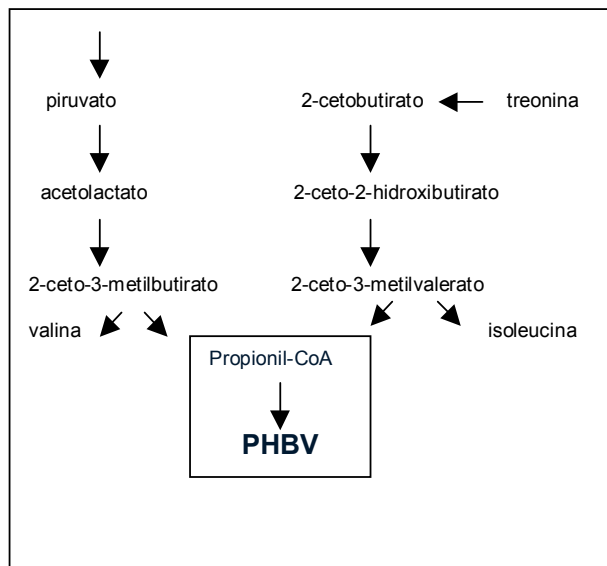 piruvato
2-cetobutirato
treonina
acetolactato
2-ceto-2-hidroxibutirato
2-ceto-3-metilbutirato
2-ceto-3-metilvalerato
valina
isoleucina
Propionil-CoA
PHBV